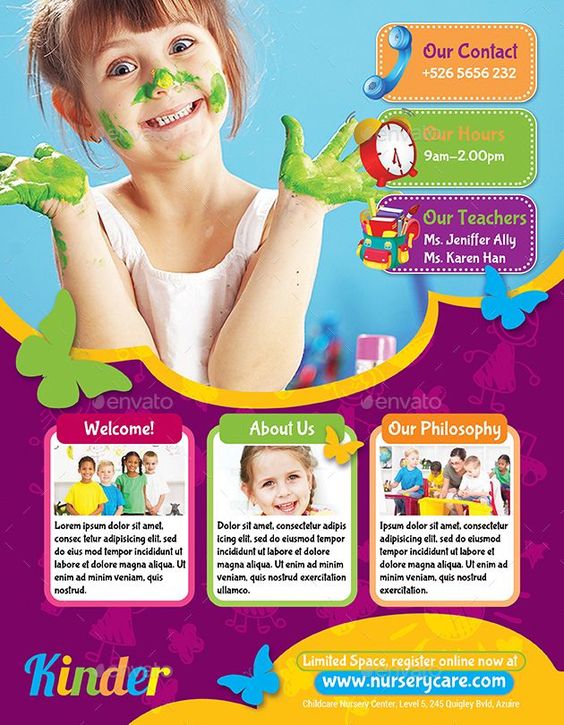 Our Contact
+526 5656 232
Our Hours
9am–2.00pm
Our Teachers
Ms. Jeniffer Ally
Ms. Karen Han
envato
envato
envato
Welcome!
Lorem ipsum dolor sit amet,
consectetur adipis cing elit, sed
do eius mod tempor incididunt ut
labore et dolore magna aliqua. Ut
enim ad minim veniam, quis
nostrud.
About Us
Dolor sit amet, consectetur adipis
icing elit, sed do eiusmod tempor
incididunt ut labore et dolore
magna aliqua. Ut enim ad minim
veniam, quis nostrud exercitation
ullamco.
Our Philosophy
Ipsum dolor sit amet, consectetur
adipisicing elit, sed do eiusmod
tempor incididunt ut labore et
dolore magna aliqua. Ut enim ad
minim veniam, quis nostrud
exercitation.
Kinder
envato
Limited Space, register online now at
www.nurserycare.com
Childcare Nursery Center, Level 5, 245 Quigley Bvld, Azuire